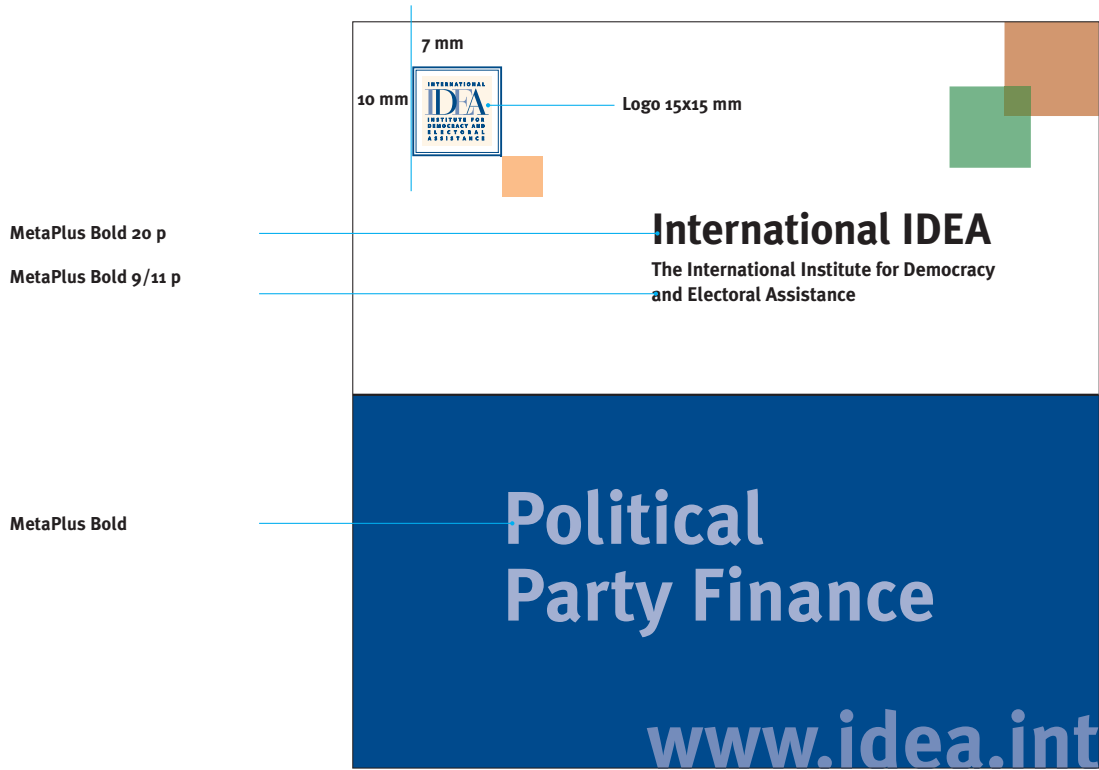 7 mm
10 mm
INTERNATIONAL
IDEA
INSTITUTE FOR
DEMOCRACY AND
ELECTORAL
ASSISTANCE
Logo 15x15 mm
MetaPlus Bold 20 p
International IDEA
MetaPlus Bold 9/11 p
The International Institute for Democracy
and Electoral Assistance
MetaPlus Bold
Political
Party Finance
www.idea.int